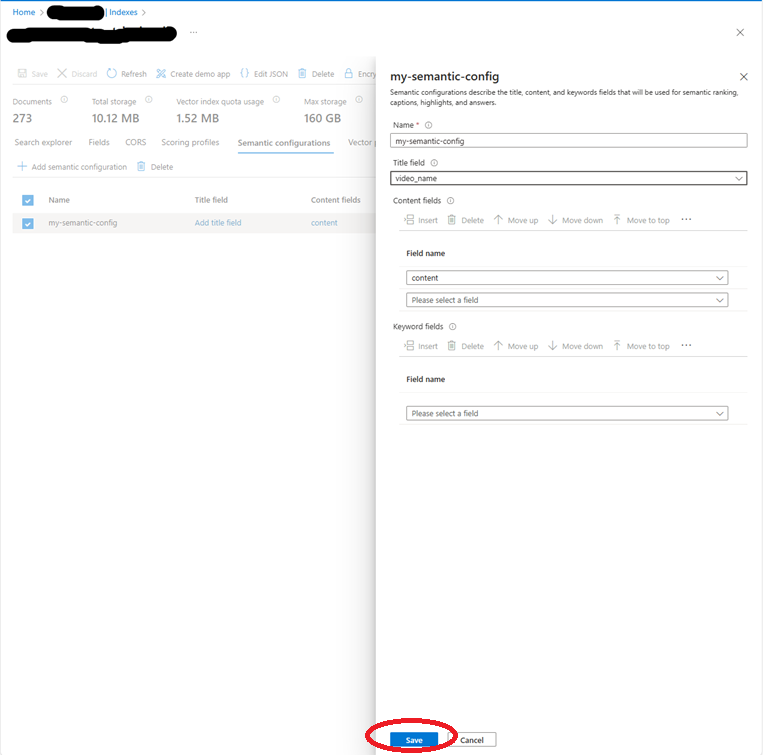 Home > | Indexes >
...
Save Discard Refresh Create demo app {} Edit JSON Delete Encry
Documents Total storage Vector index quota usage Max storage
273 10.12 MB 1.52 MB 160 GB
Search explorer Fields CORS Scoring profiles Semantic configurations Vector p
+ Add semantic configuration Delete
Name Title field Content fields
my-semantic-config Add title field content
my-semantic-config
Semantic configurations describe the title, content, and keywords fields that will be used for semantic ranking,
captions, highlights, and answers.
Name *
my-semantic-config
Title field
video_name
Content fields
Insert Delete Move up Move down Move to top ...
Field name
content
Please select a field
Keyword fields
Insert Delete Move up Move down Move to top ...
Field name
Please select a field
Save Cancel